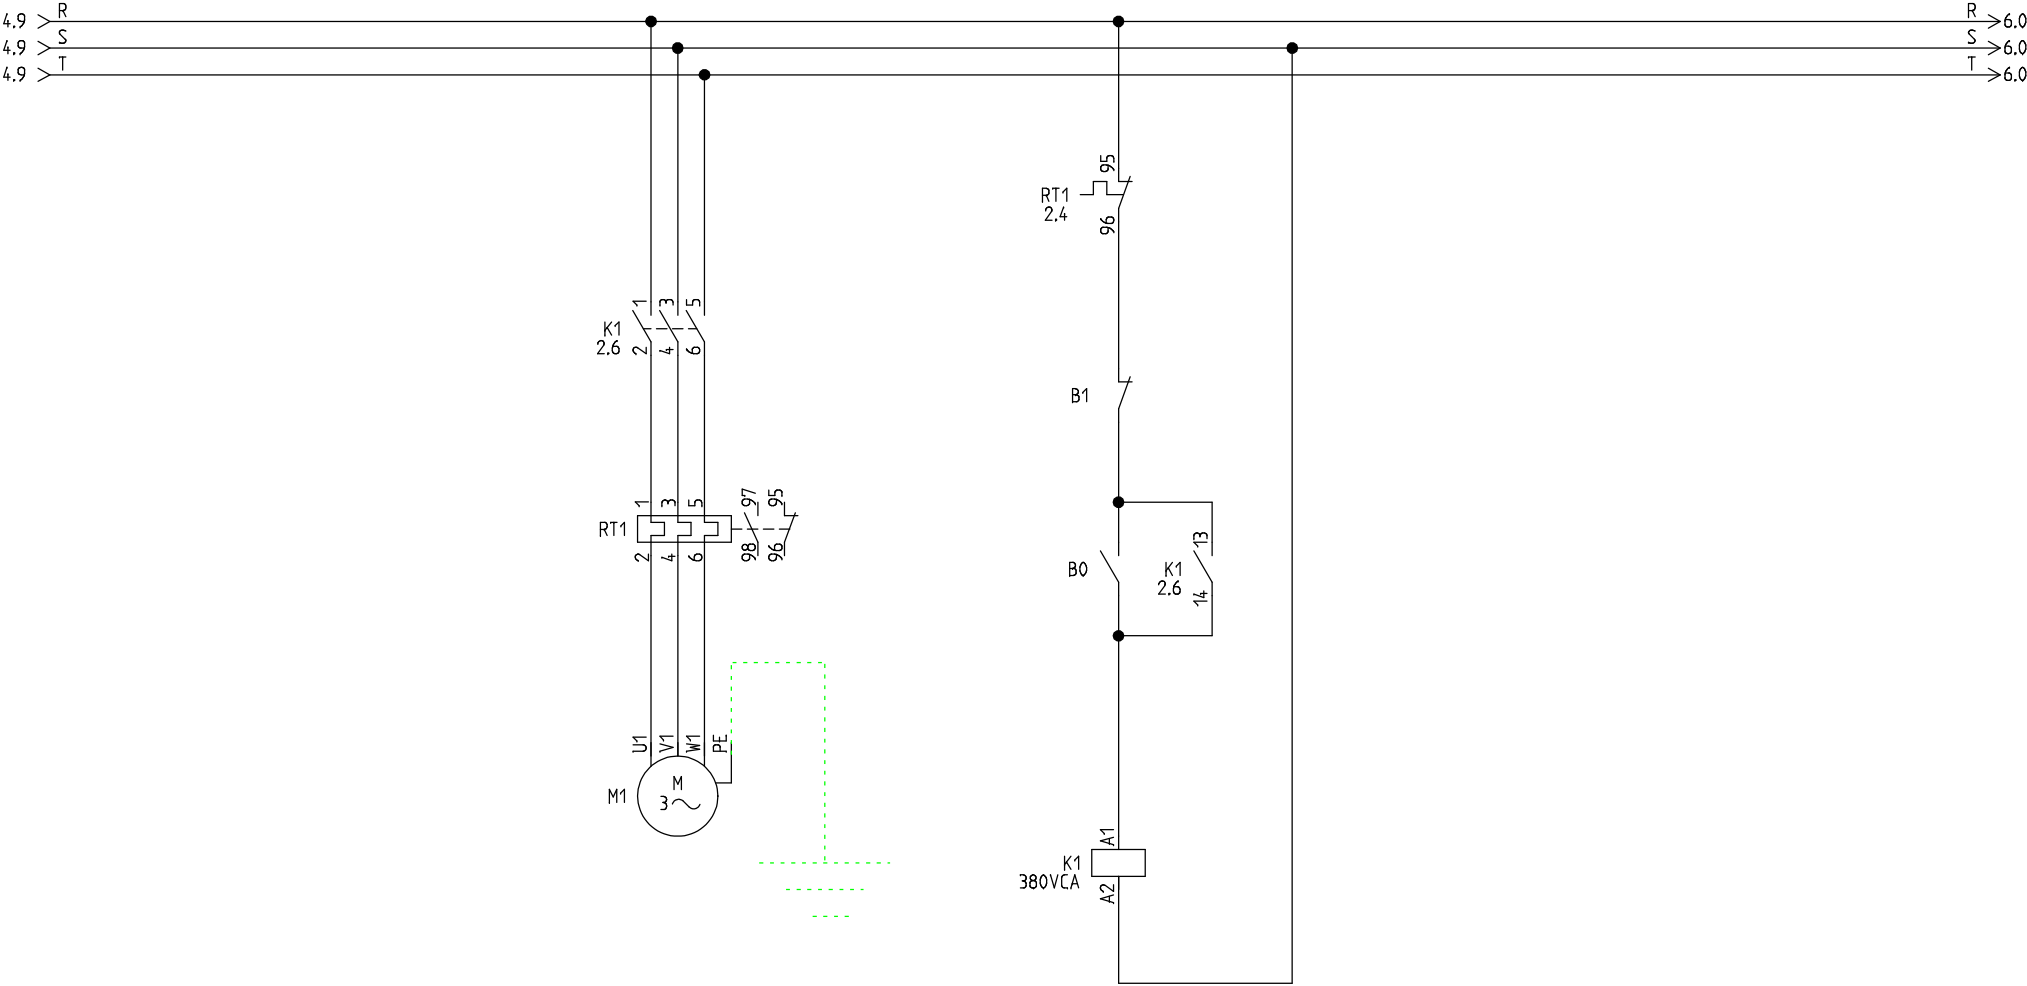 4.9 R R 6.0
4.9 S S 6.0
4.9 T T 6.0
95
RT1
2.4
96
1 3 5
K1
2.6
2 4 6
B1
1 3 5 97 95
RT1
2 4 6 98 96
13
B0
K1
2.6
14
U1 V1 W1 PE
M1
M
3
A1
K1
380VCA
A2